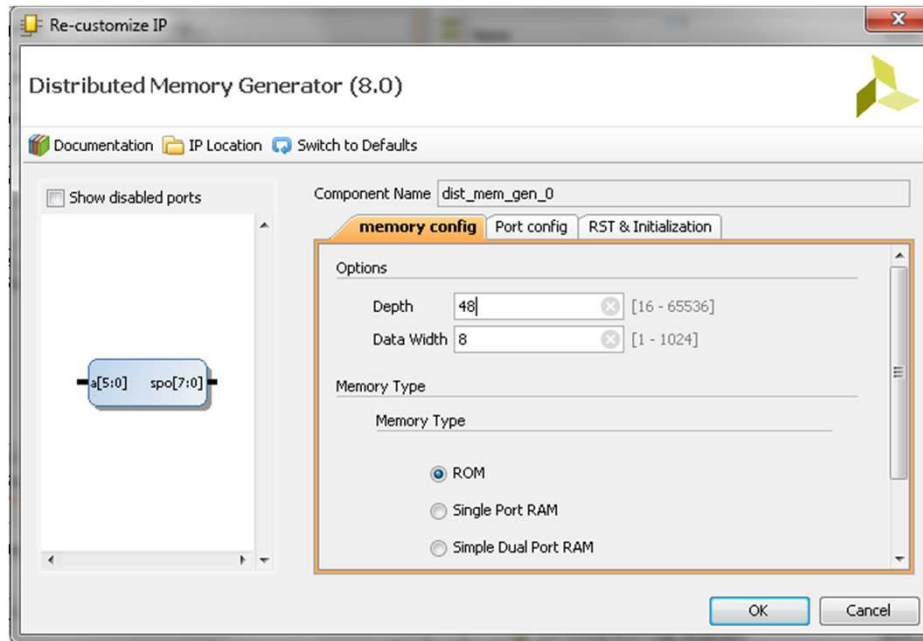 Re-customize IP
Distributed Memory Generator (8.0)
Documentation IP Location Switch to Defaults
Show disabled ports
Component Name dist_mem_gen_0
memory config Port config RST & Initialization
Options
Depth 48 [16 - 65536]
Data Width 8 [1 - 1024]
a[5:0] spo[7:0]
Memory Type
Memory Type
ROM
Single Port RAM
Simple Dual Port RAM
OK Cancel